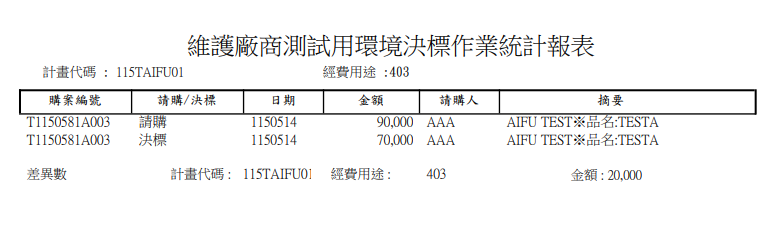 維護廠商測試用環境決標作業統計報表
計畫代碼 : 115TAIFU01 經費用途 :403
購案編號 請購/決標 日期 金額 請購人 摘要
T1150581A003 請購 1150514 90,000 AAA AIFU TEST※品名:TESTA
T1150581A003 決標 1150514 70,000 AAA AIFU TEST※品名:TESTA
差異數 計畫代碼 : 115TAIFU01 經費用途 : 403 金額 : 20,000